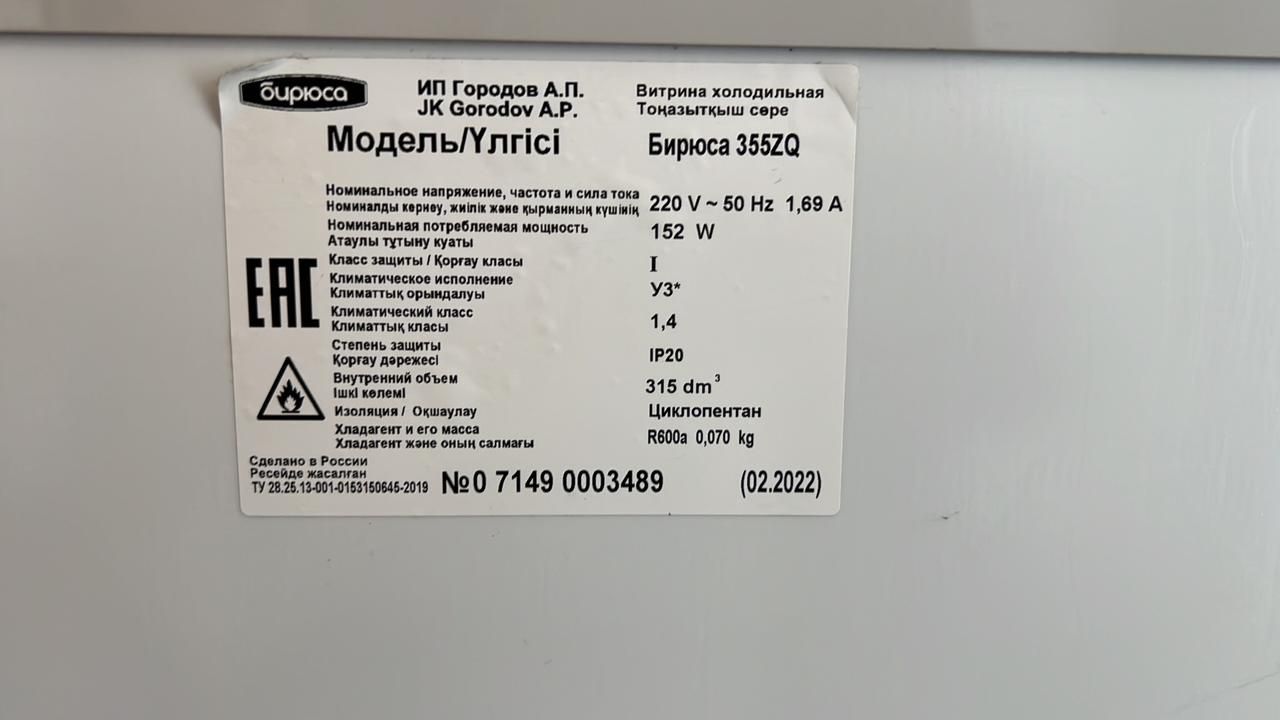 бирюса
ИП Городов А.П.
JK Gorodov A.P.
Витрина холодильная
Тоңазытқыш сөре
Модель/Үлгісі Бирюса 355ZQ
Номинальное напряжение, частота и сила тока
Номиналды кернеу, жиілік және қырманның күшінің
220 V ~ 50 Hz 1,69 A
Номинальная потребляемая мощность
Атаулы тұтыну куаты
152 W
Класс защиты / Қорғау класы I
Климатическое исполнение
Климаттық орындалуы
У3*
Климатический класс
Климаттық класы
1,4
Степень защиты
Қорғау дәрежесі
IP20
Внутренний объем
Ішкі көлемі
315 dm³
Изоляция / Оқшаулау Циклопентан
Хладагент и его масса
Хладагент және оның салмағы
R600a 0,070 kg
EAC
Сделано в России
Ресейде жасалған
ТУ 28.25.13-001-0153150645-2019
№0 7149 0003489 (02.2022)